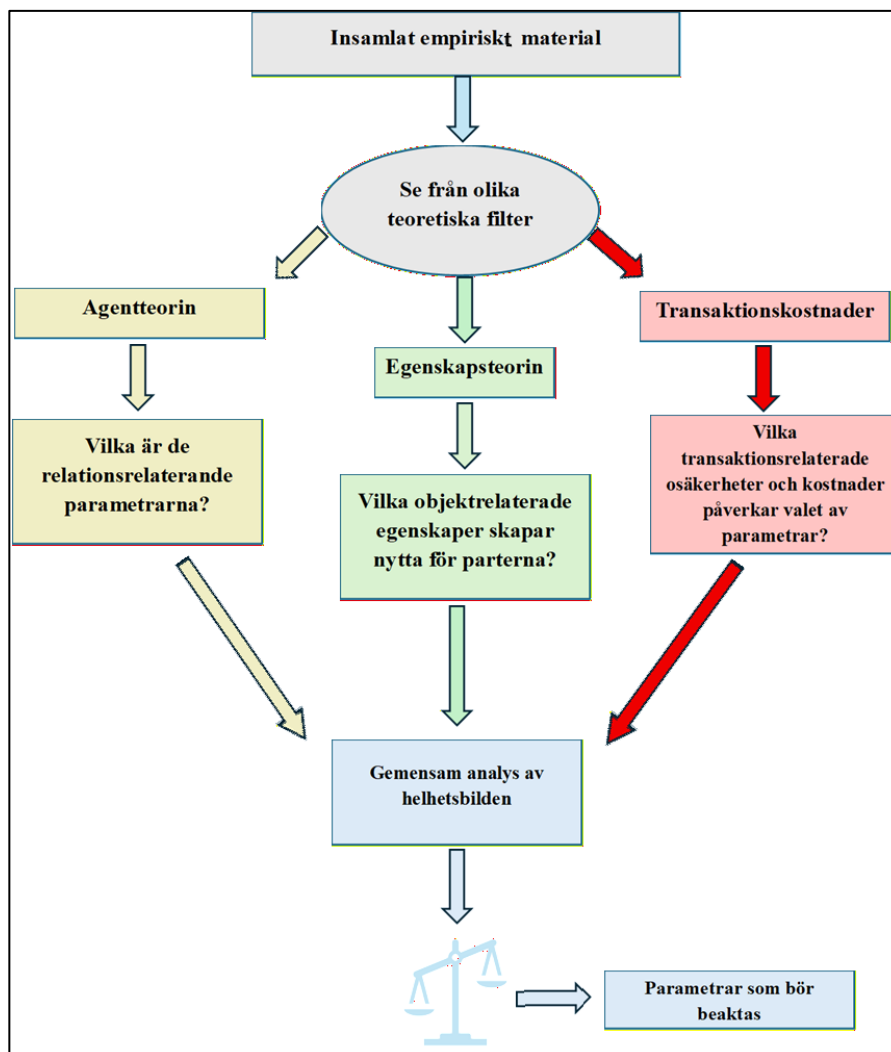 Insamlat empiriskt material
Se från olika
teoretiska filter
Agentteorin
Transaktionskostnader
Egenskapsteorin
Vilka är de
relationsrelaterande
parametrarna?
Vilka objektrelaterade
egenskaper skapar
nytta för parterna?
Vilka
transaktionsrelaterade
osäkerheter och kostnader
påverkar valet av
parametrar?
Gemensam analys av
helhetsbilden
Parametrar som bör
beaktas